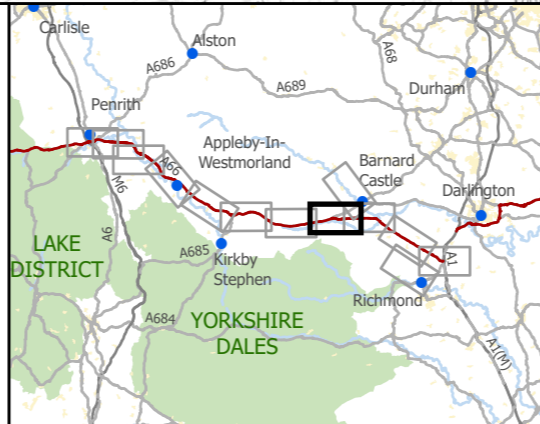 Carlisle
Alston
A68
A686
A689
Durham
Penrith
Appleby-In-
Westmorland
A66
Barnard
Castle
Darlington
M6
A6
LAKE
DISTRICT
A685
Kirkby
Stephen
A1
Richmond
A684
YORKSHIRE
DALES
A1(M)